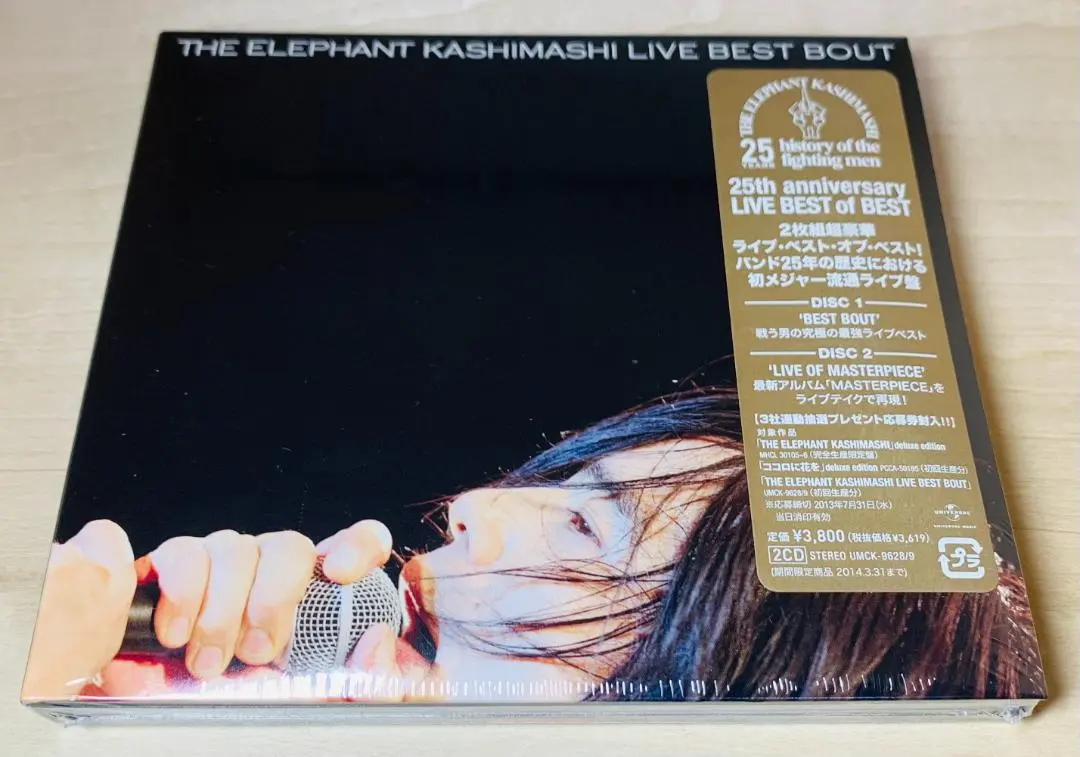 THE ELEPHANT KASHIMASHI LIVE BEST BOUT
THE ELEPHANT KASHIMASHI
25 YEARS
history of the
fighting men
25th anniversary
LIVE BEST of BEST
2枚組超豪華
ライブ・ベスト・オブ・ベスト!
バンド25年の歴史における
初メジャー流通ライブ盤
DISC 1
'BEST BOUT'
戦う男の究極の最強ライブベスト
DISC 2
'LIVE OF MASTERPIECE'
最新アルバム「MASTERPIECE」を
ライブテイクで再現!
【3社連動抽選プレゼント応募券封入!!】
対象作品
「THE ELEPHANT KASHIMASHI」deluxe edition
MHCL 30105~6 (完全生産限定盤)
「ココロに花を」deluxe edition PCCA-50195 (初回生産分)
「THE ELEPHANT KASHIMASHI LIVE BEST BOUT」
UMCK-9628/9 (初回生産分)
※応募締切 2013年7月31日(水)
当日消印有効
UNIVERSAL
UNIVERSAL MUSIC
定価 ¥3,800 (税抜価格¥3,619)
2CD STEREO UMCK-9628/9
(期間限定商品 2014.3.31まで)
プラ